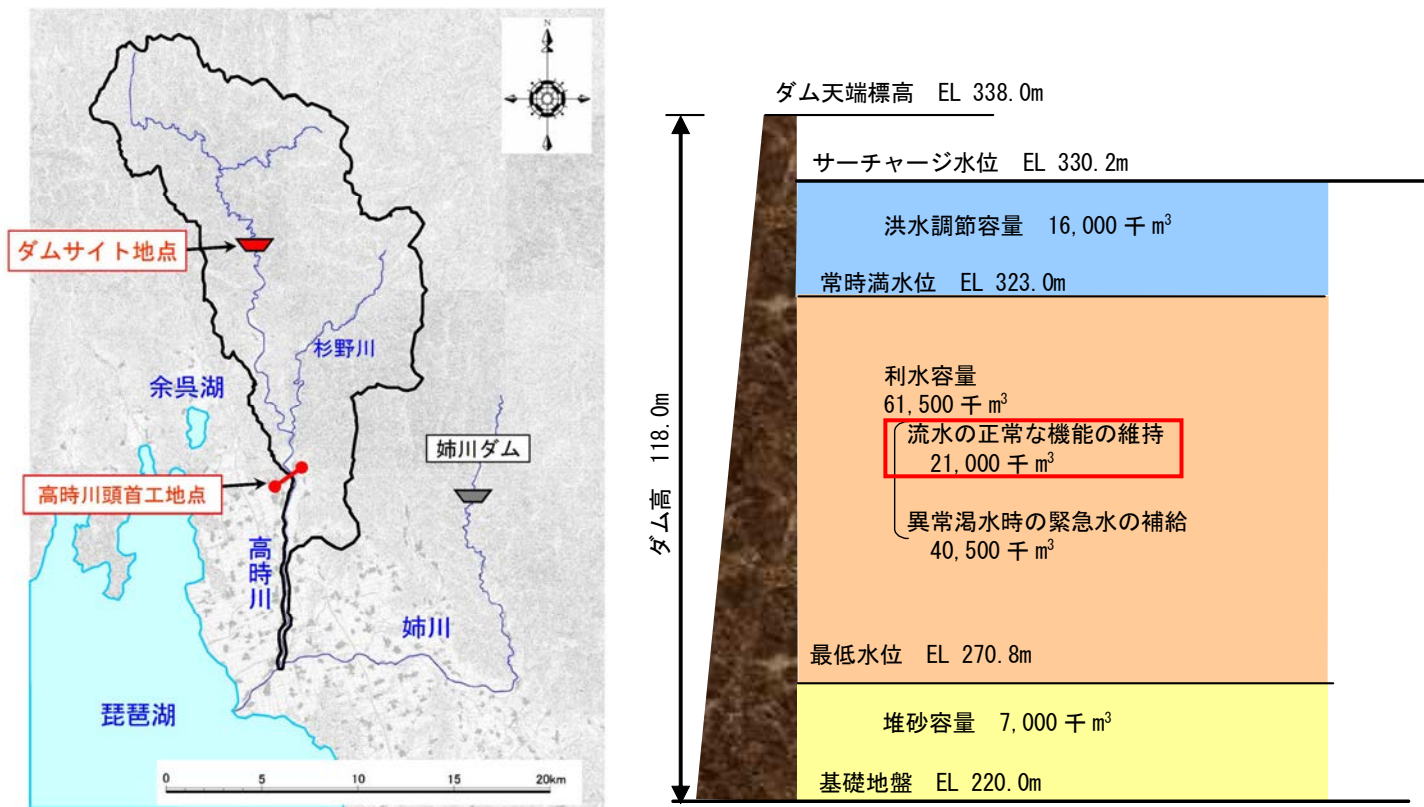 N
ダムサイト地点
杉野川
余呉湖
姉川ダム
高時川頭首工地点
高時川
姉川
琵琶湖
0 5 10 15 20km
ダム天端標高 EL 338.0m
サーチャージ水位 EL 330.2m
洪水調節容量 16,000 千 m³
常時満水位 EL 323.0m
利水容量
61,500 千 m³
流水の正常な機能の維持
21,000 千 m³
異常渇水時の緊急水の補給
40,500 千 m³
ダム高 118.0m
最低水位 EL 270.8m
堆砂容量 7,000 千 m³
基礎地盤 EL 220.0m